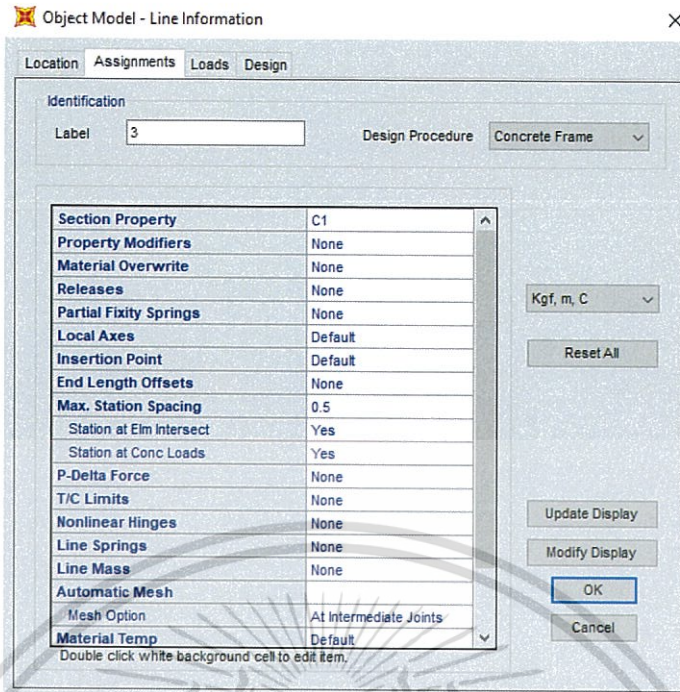 Object Model - Line Information
Location Assignments Loads Design
Identification
Label 3 Design Procedure Concrete Frame
Section Property C1
Property Modifiers None
Material Overwrite None
Releases None
Partial Fixity Springs None
Local Axes Default
Insertion Point Default
End Length Offsets None
Max. Station Spacing 0.5
Station at Elm Intersect Yes
Station at Conc Loads Yes
P-Delta Force None
T/C Limits None
Nonlinear Hinges None
Line Springs None
Line Mass None
Automatic Mesh
Mesh Option At Intermediate Joints
Material Temp Default
Double click white background cell to edit item.
Kgf, m, C
Reset All
Update Display
Modify Display
OK
Cancel